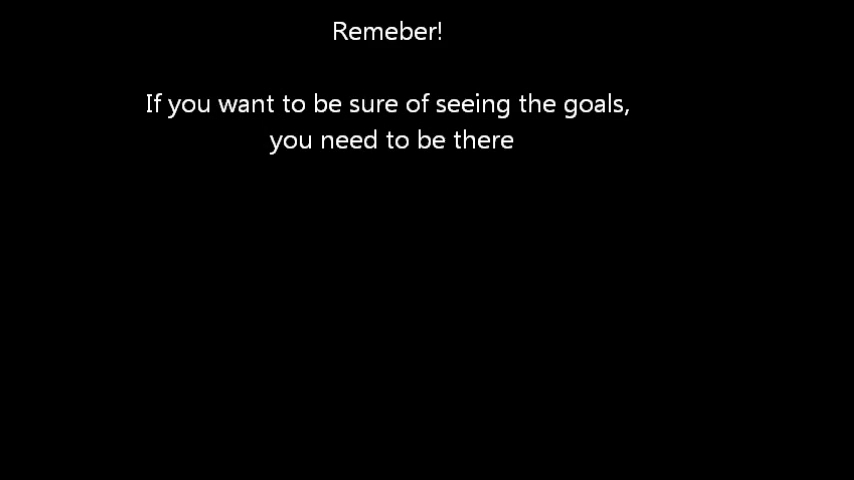 Remeber!
If you want to be sure of seeing the goals,
you need to be there